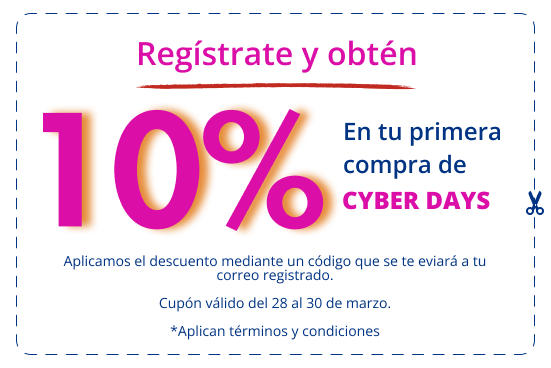 Regístrate y obtén
10%
En tu primera
compra de
CYBER DAYS
Aplicamos el descuento mediante un código que se te eviará a tu
correo registrado.
Cupón válido del 28 al 30 de marzo.
*Aplican términos y condiciones